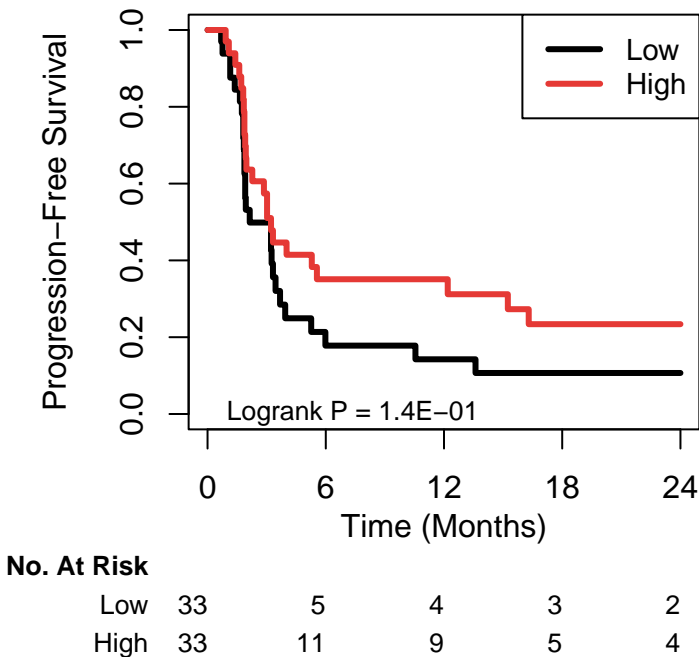 Progression−Free Survival
1.0
0.8
0.6
0.4
0.2
0.0
Low
High
Logrank P = 1.4E−01
0 6 12 18 24
Time (Months)
No. At Risk
Low 33 5 4 3 2
High 33 11 9 5 4